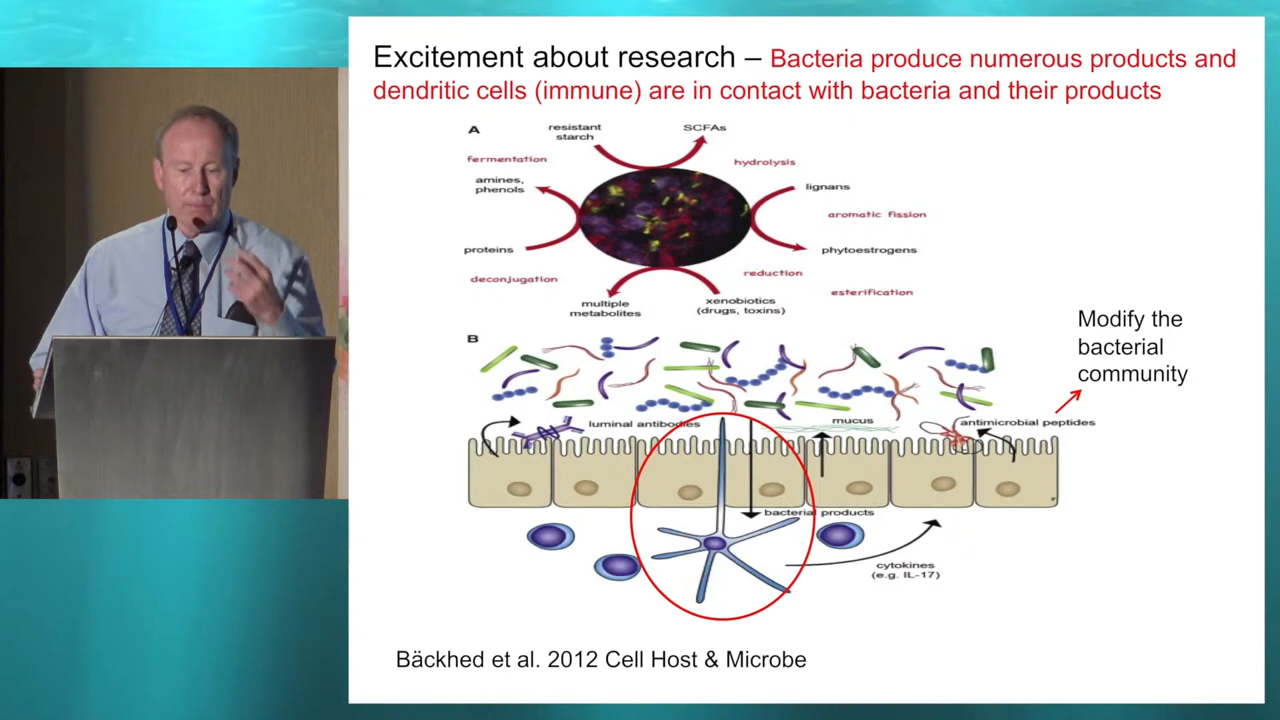 Excitement about research – Bacteria produce numerous products and
dendritic cells (immune) are in contact with bacteria and their products
A
resistant
starch
SCFAs
fermentation
hydrolysis
amines,
phenols
lignans
aromatic fission
proteins
phytoestrogens
deconjugation
reduction
multiple
metabolites
xenobiotics
(drugs, toxins)
esterification
Modify the
bacterial
community
B
luminal antibodies
mucus
antimicrobial peptides
bacterial products
cytokines
(e.g. IL-17)
Bäckhed et al. 2012 Cell Host & Microbe